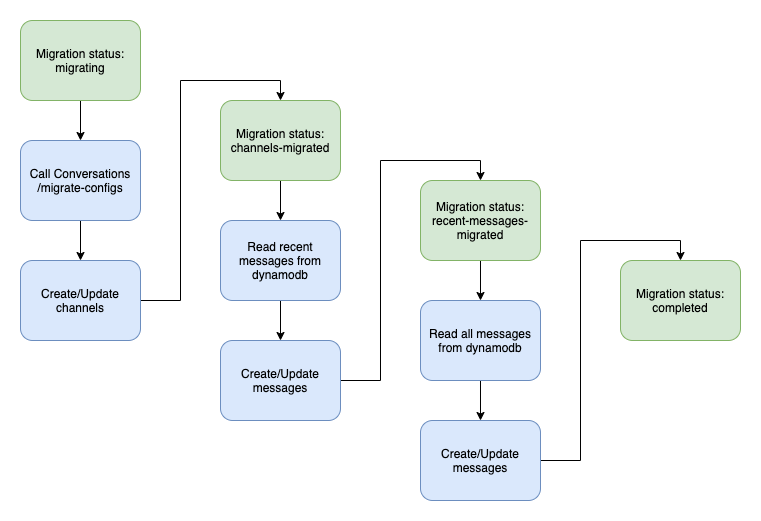 Migration status:
migrating
Call Conversations
/migrate-configs
Create/Update
channels
Migration status:
channels-migrated
Read recent
messages from
dynamodb
Create/Update
messages
Migration status:
recent-messages-
migrated
Read all messages
from dynamodb
Create/Update
messages
Migration status:
completed